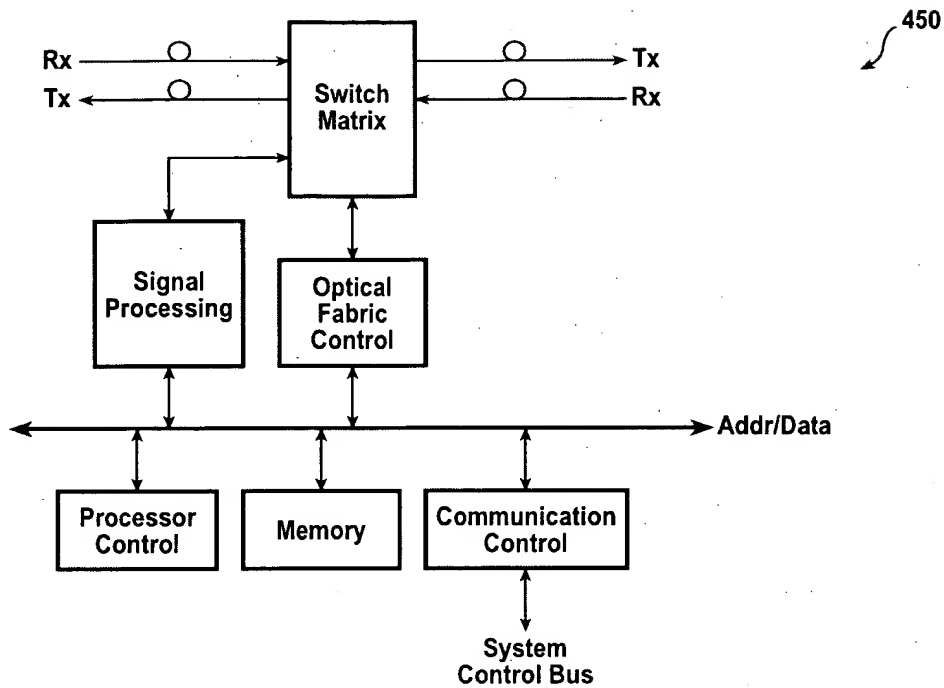 450
Rx
Tx
Switch
Matrix
Tx
Rx
Signal
Processing
Optical
Fabric
Control
Addr/Data
Processor
Control
Memory
Communication
Control
System
Control Bus